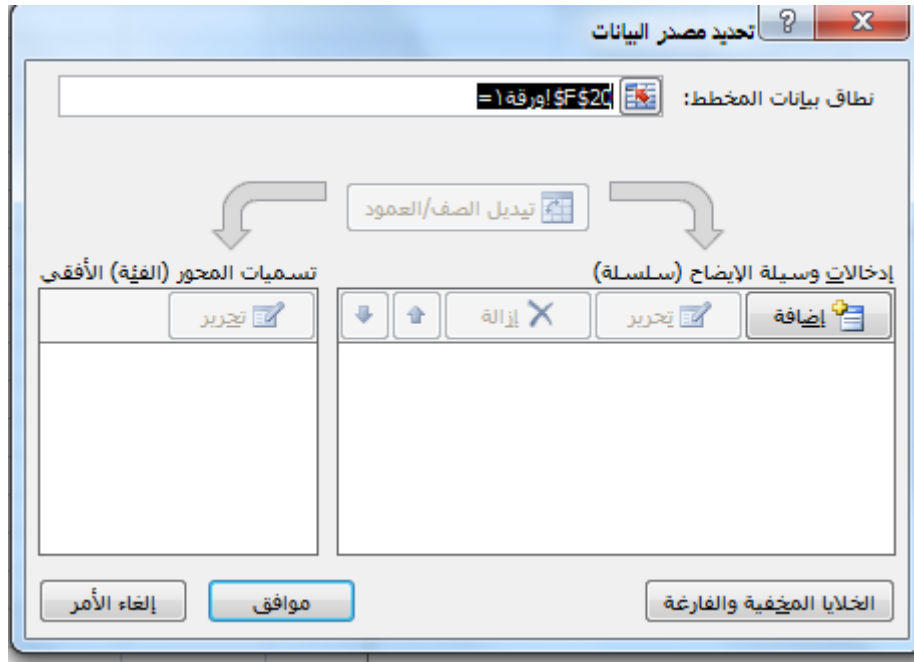 تحديد مصدر البيانات
نطاق بيانات المخطط: =ورقة١!$F$20
تبديل الصف/العمود
إدخالات وسيلة الإيضاح (سلسلة)
إضافة تحرير إزالة
تسميات المحور (الفئة) الأفقي
تحرير
الخلايا المخفية والفارغة
موافق إلغاء الأمر